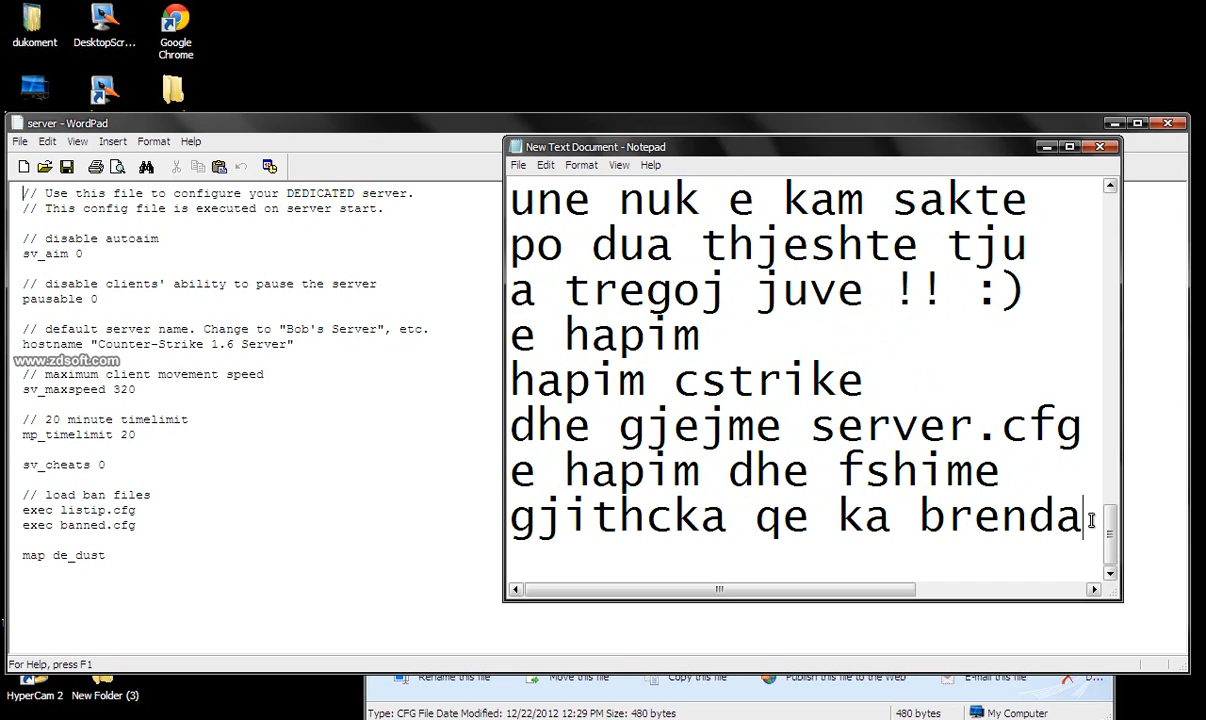 dukoment
DesktopScr...
Google
Chrome
server - WordPad
File Edit View Insert Format Help
// Use this file to configure your DEDICATED server.
// This config file is executed on server start.
// disable autoaim
sv_aim 0
// disable clients' ability to pause the server
pausable 0
// default server name. Change to "Bob's Server", etc.
hostname "Counter-Strike 1.6 Server"
www.zdsoft.com
// maximum client movement speed
sv_maxspeed 320
// 20 minute timelimit
mp_timelimit 20
sv_cheats 0
// load ban files
exec listip.cfg
exec banned.cfg
map de_dust
For Help, press F1
New Text Document - Notepad
File Edit Format View Help
une nuk e kam sakte
po dua thjeshte tju
a tregoj juve !! :)
e hapim
hapim cstrike
dhe gjejme server.cfg
e hapim dhe fshime
gjithcka qe ka brenda
HyperCam 2
New Folder (3)
Rename this file
Move this file
Copy this file
Publish this file to the Web
E-mail this file
D...
Type: CFG File Date Modified: 12/22/2012 12:29 PM Size: 480 bytes
480 bytes
My Computer